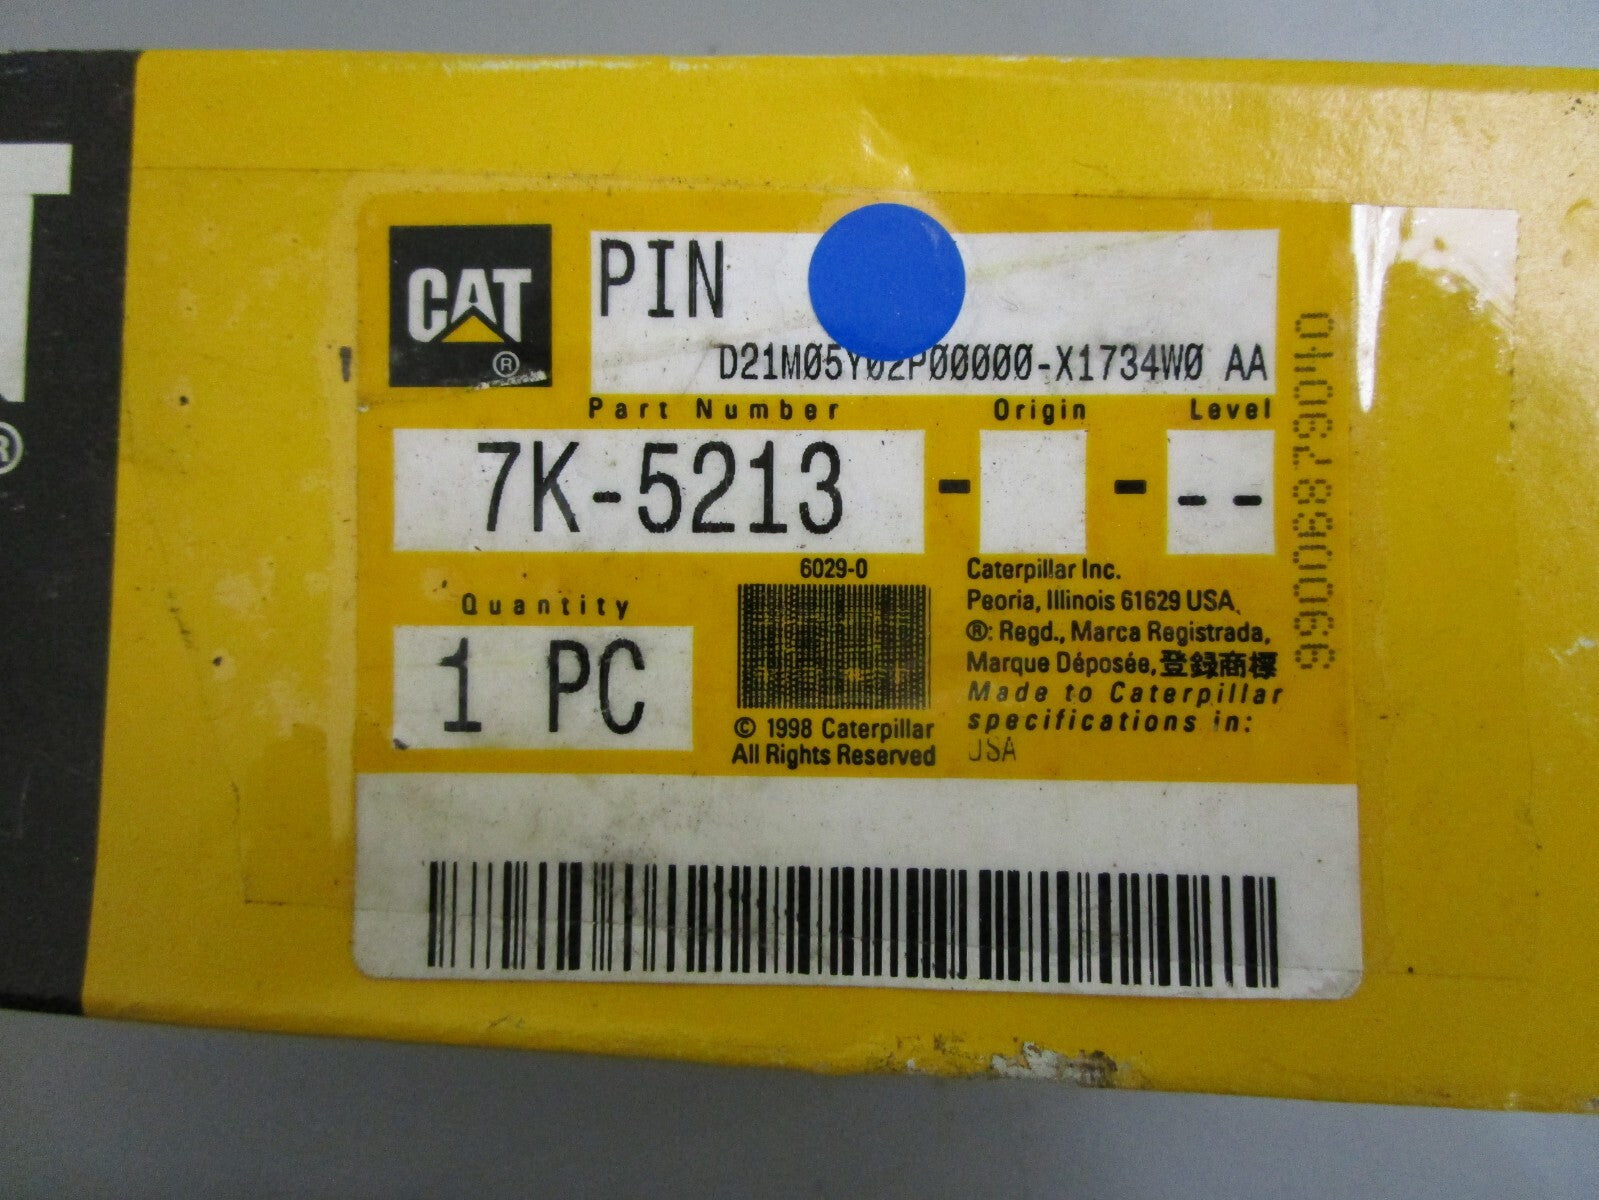 T
®
CAT
®
PIN
D21M05Y02P00000-X1734W0 AA
Part Number Origin Level
7K-5213 - - --
6029-0
Quantity
1 PC
© 1998 Caterpillar
All Rights Reserved
Caterpillar Inc.
Peoria, Illinois 61629 USA
®: Regd., Marca Registrada,
Marque Déposée, 登録商標
Made to Caterpillar
specifications in:
USA